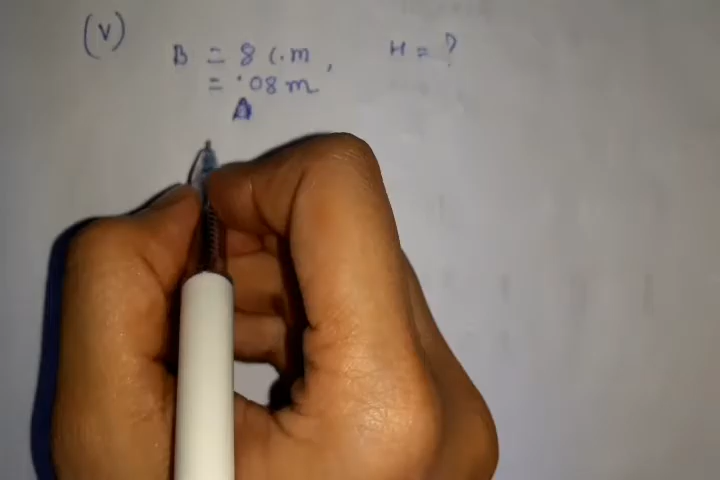 (V)
B = 8 c.m, H = ?
= .08 m